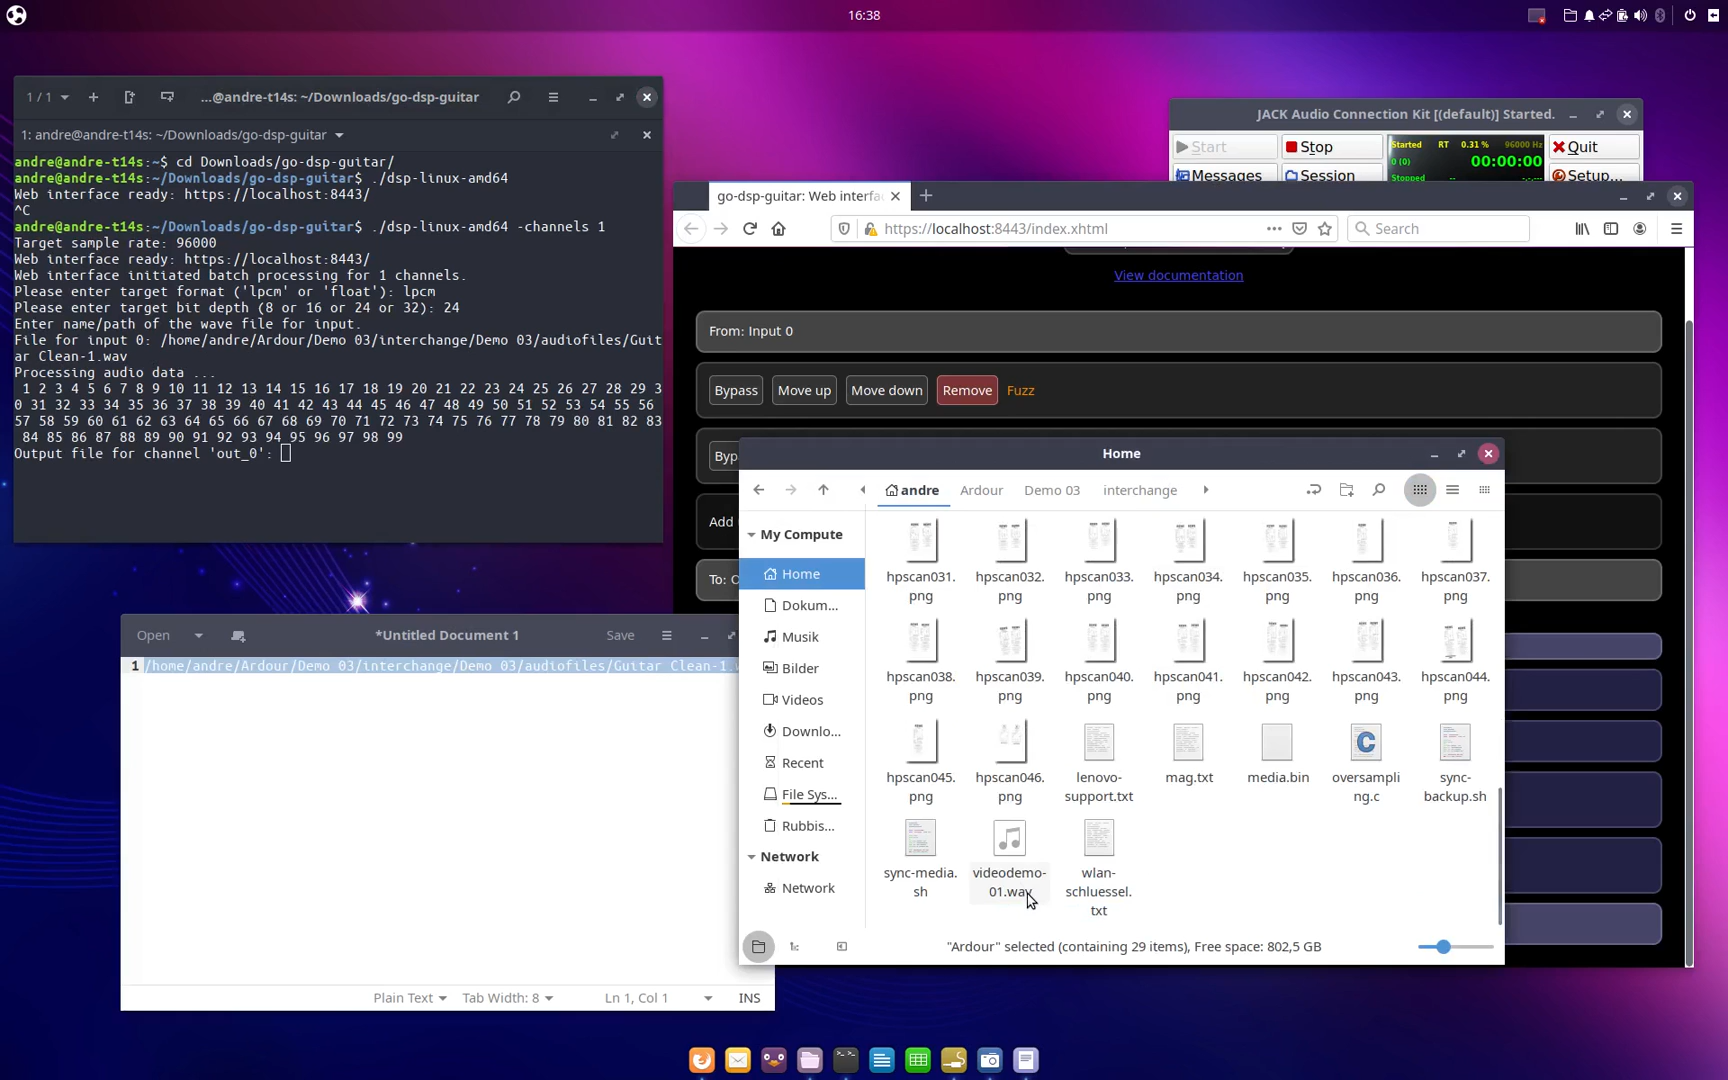 16:38
1 / 1
...@andre-t14s: ~/Downloads/go-dsp-guitar
1: andre@andre-t14s: ~/Downloads/go-dsp-guitar
andre@andre-t14s:~$ cd Downloads/go-dsp-guitar/
andre@andre-t14s:~/Downloads/go-dsp-guitar$ ./dsp-linux-amd64
Web interface ready: https://localhost:8443/
^C
andre@andre-t14s:~/Downloads/go-dsp-guitar$ ./dsp-linux-amd64 -channels 1
Target sample rate: 96000
Web interface ready: https://localhost:8443/
Web interface initiated batch processing for 1 channels.
Please enter target format ('lpcm' or 'float'): lpcm
Please enter target bit depth (8 or 16 or 24 or 32): 24
Enter name/path of the wave file for input.
File for input 0: /home/andre/Ardour/Demo 03/interchange/Demo 03/audiofiles/Guit
ar Clean-1.wav
Processing audio data ...
1 2 3 4 5 6 7 8 9 10 11 12 13 14 15 16 17 18 19 20 21 22 23 24 25 26 27 28 29 3
0 31 32 33 34 35 36 37 38 39 40 41 42 43 44 45 46 47 48 49 50 51 52 53 54 55 56
57 58 59 60 61 62 63 64 65 66 67 68 69 70 71 72 73 74 75 76 77 78 79 80 81 82 83
84 85 86 87 88 89 90 91 92 93 94 95 96 97 98 99
Output file for channel 'out_0':
JACK Audio Connection Kit [(default)] Started.
Start
Stop
Started RT 0.31 % 96000 Hz
0 (0) 00:00:00
Stopped -- --
Quit
Messages
Session
Setup...
go-dsp-guitar: Web interfa
https://localhost:8443/index.xhtml
Search
View documentation
From: Input 0
Bypass
Move up
Move down
Remove
Fuzz
Byp
Add
To: O
Home
andre
Ardour
Demo 03
interchange
My Compute
Home
Dokum...
Musik
Bilder
Videos
Downlo...
Recent
File Sys...
Rubbis...
Network
Network
hpscan031.
png
hpscan032.
png
hpscan033.
png
hpscan034.
png
hpscan035.
png
hpscan036.
png
hpscan037.
png
hpscan038.
png
hpscan039.
png
hpscan040.
png
hpscan041.
png
hpscan042.
png
hpscan043.
png
hpscan044.
png
hpscan045.
png
hpscan046.
png
lenovo-
support.txt
mag.txt
media.bin
C
oversampli
ng.c
sync-
backup.sh
sync-media.
sh
videodemo-
01.wav
wlan-
schluessel.
txt
"Ardour" selected (containing 29 items), Free space: 802,5 GB
Open
*Untitled Document 1
Save
1 /home/andre/Ardour/Demo 03/interchange/Demo 03/audiofiles/Guitar Clean-1.w
Plain Text
Tab Width: 8
Ln 1, Col 1
INS